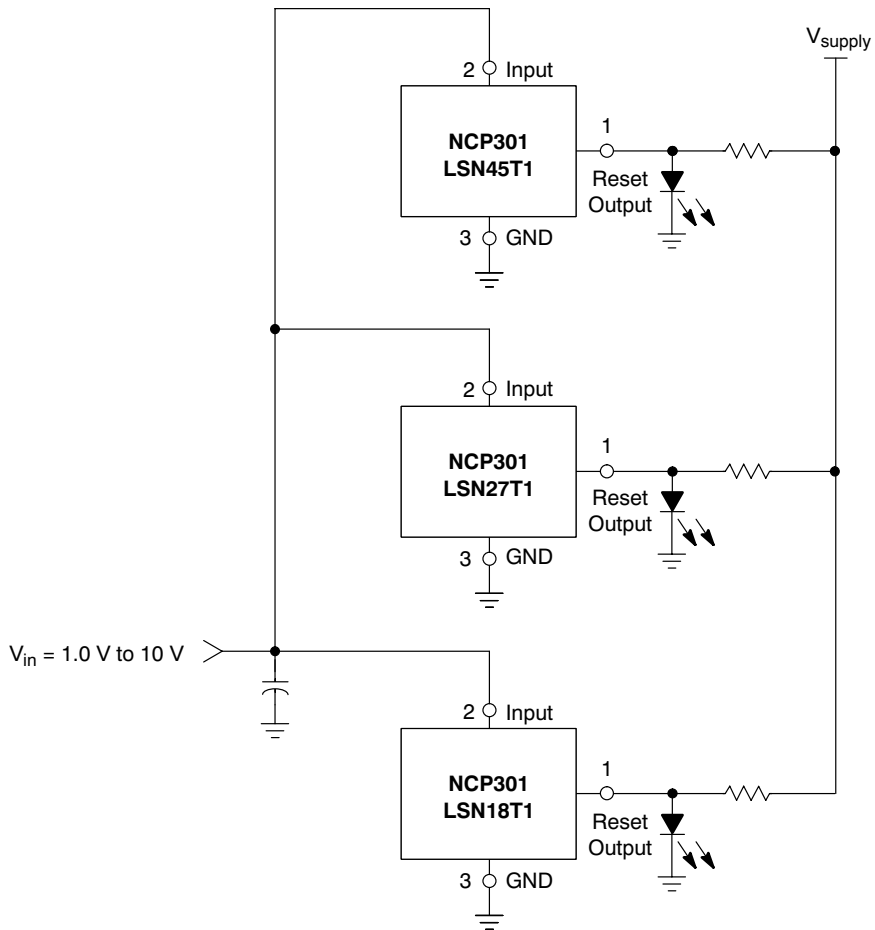 V_supply
2 Input
NCP301
LSN45T1
1
Reset
Output
3 GND
2 Input
NCP301
LSN27T1
1
Reset
Output
3 GND
V_in = 1.0 V to 10 V
2 Input
NCP301
LSN18T1
1
Reset
Output
3 GND